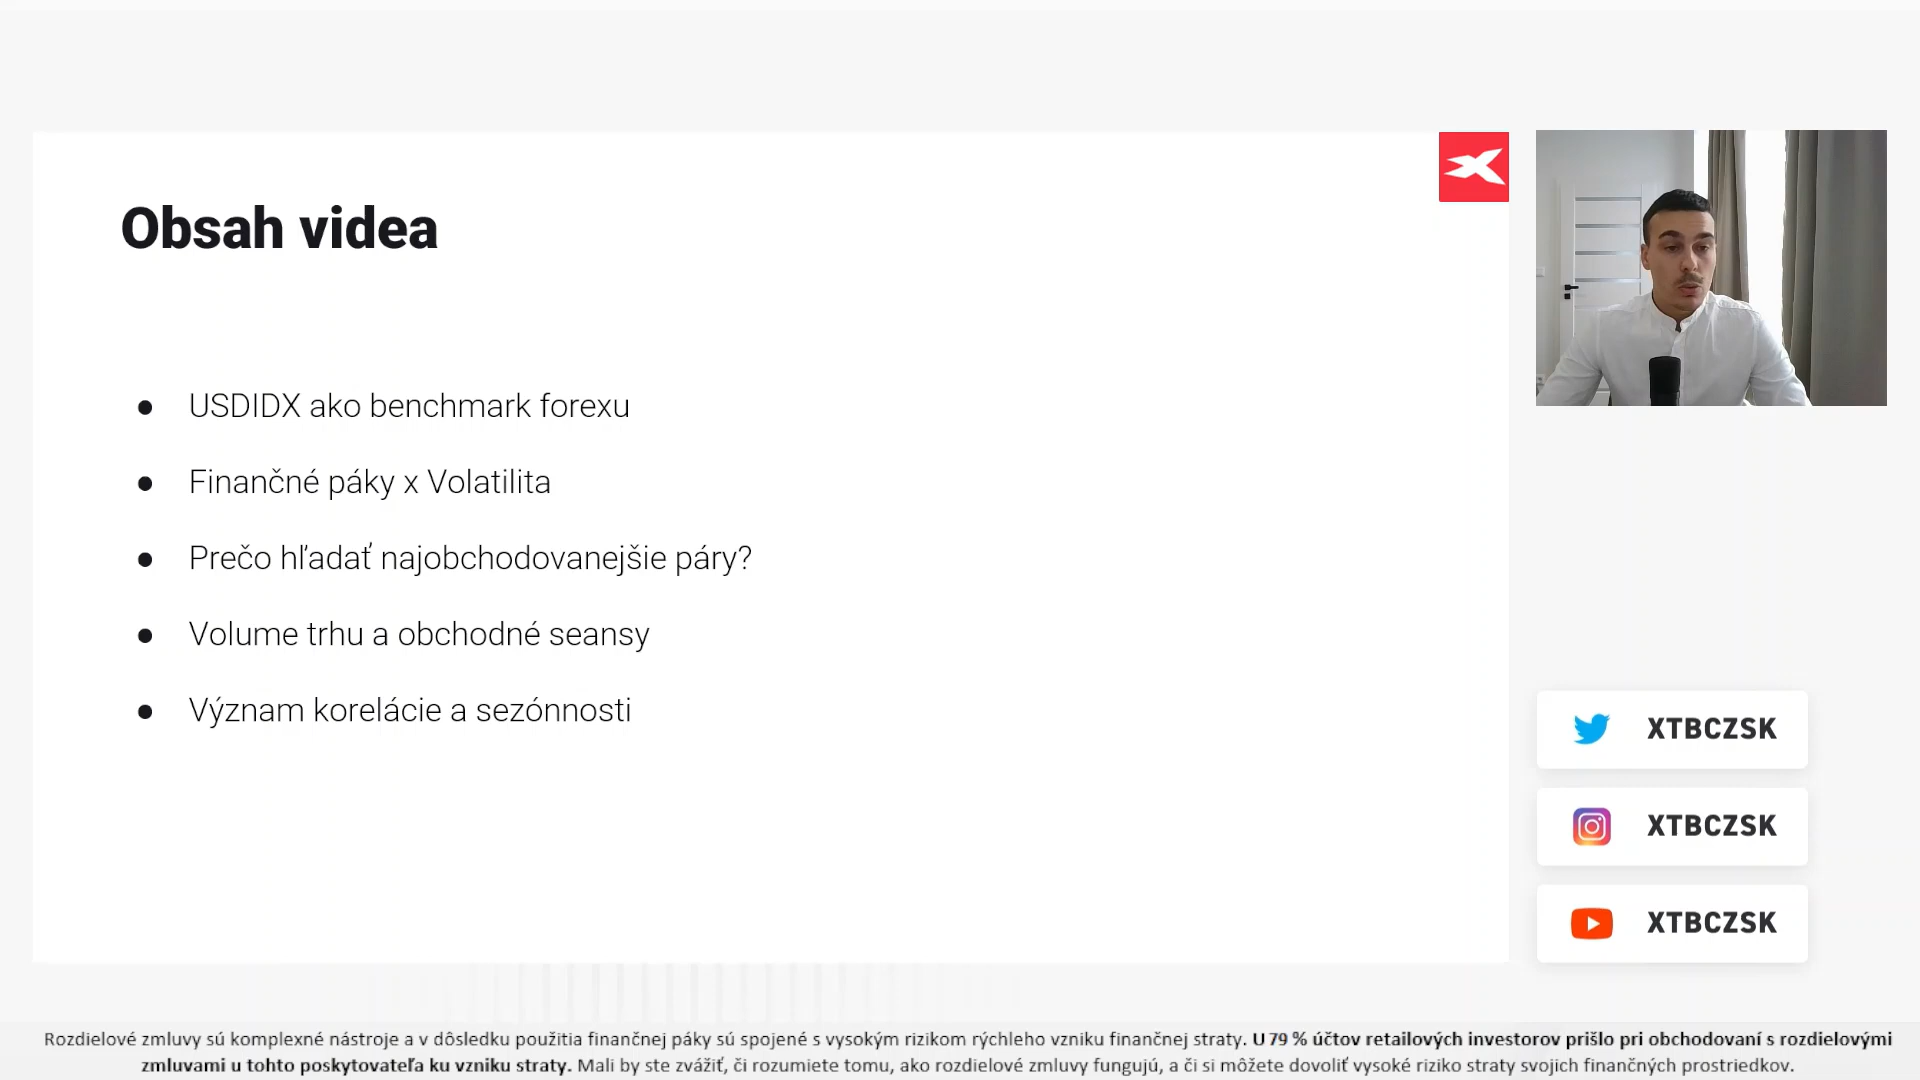 Obsah videa
● USDIDX ako benchmark forexu
● Finančné páky x Volatilita
● Prečo hľadať najobchodovanejšie páry?
● Volume trhu a obchodné seansy
● Význam korelácie a sezónnosti
XTBCZSK
XTBCZSK
XTBCZSK
Rozdielové zmluvy sú komplexné nástroje a v dôsledku použitia finančnej páky sú spojené s vysokým rizikom rýchleho vzniku finančnej straty. U 79 % účtov retailových investorov prišlo pri obchodovaní s rozdielovými
zmluvami u tohto poskytovateľa ku vzniku straty. Mali by ste zvážiť, či rozumiete tomu, ako rozdielové zmluvy fungujú, a či si môžete dovoliť vysoké riziko straty svojich finančných prostriedkov.